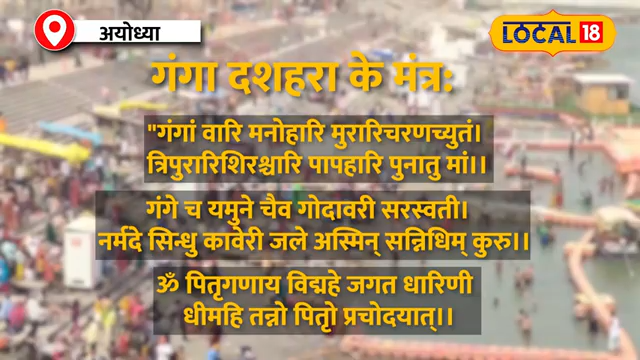 अयोध्या
LOCAL 18
गंगा दशहरा के मंत्र:
"गंगां वारि मनोहारि मुरारिचरणच्युतं।
त्रिपुरारिशिरश्चारि पापहारि पुनातु मां।।
गंगे च यमुने चैव गोदावरी सरस्वती।
नर्मदे सिन्धु कावेरी जले अस्मिन् सन्निधिम् कुरु।।
ॐ पितृगणाय विद्महे जगत धारिणी
धीमहि तन्नो पितृो प्रचोदयात्।।